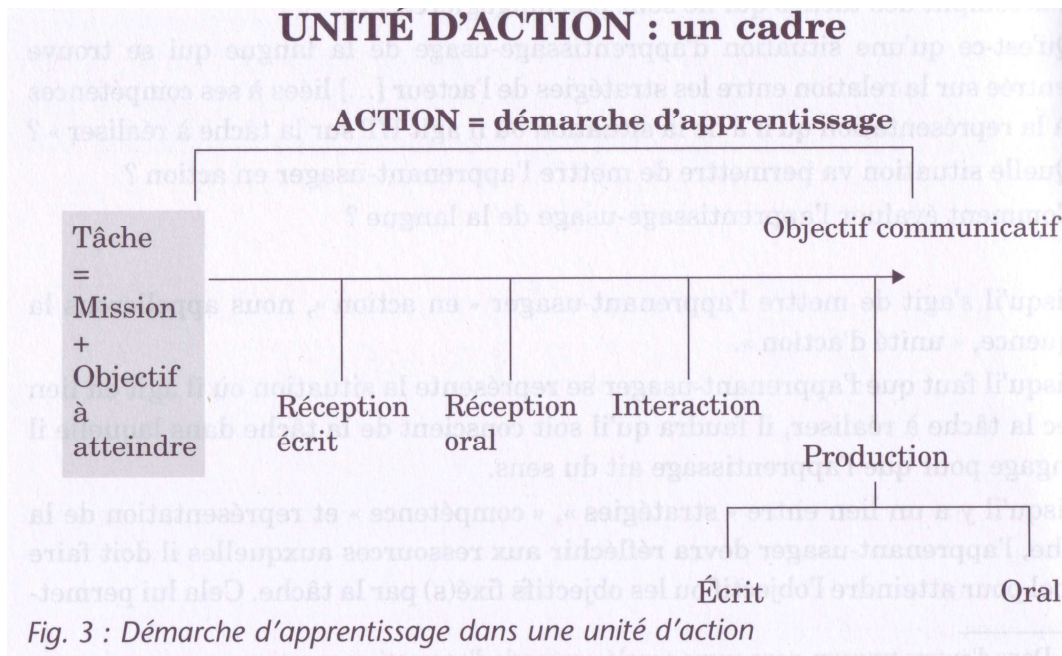 UNITÉ D'ACTION : un cadre
ACTION = démarche d'apprentissage
Tâche
=
Mission
+
Objectif
à
atteindre
Objectif communicatif
Réception
écrit
Réception
oral
Interaction
Production
Écrit
Oral
Fig. 3 : Démarche d'apprentissage dans une unité d'action